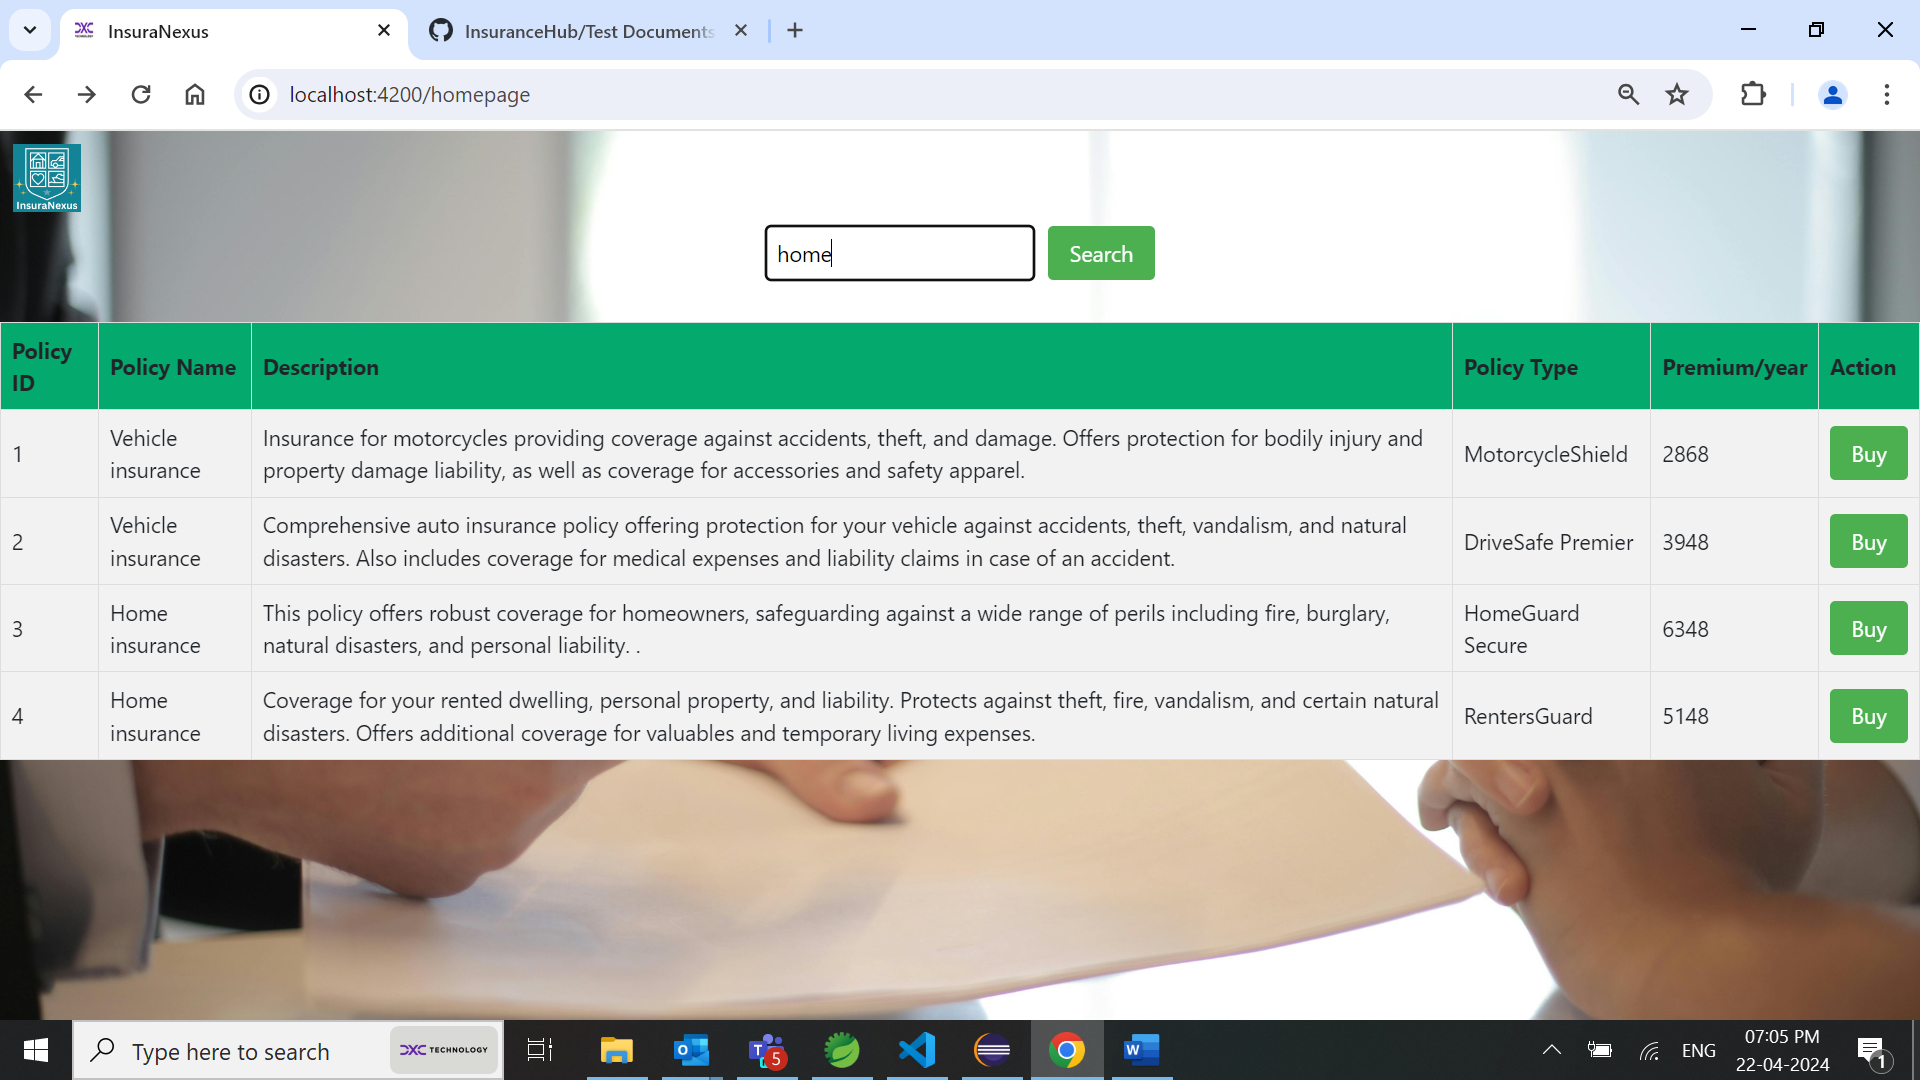 InsuraNexus
InsuranceHub/Test Documents
localhost:4200/homepage
InsuraNexus
home
Search
Policy ID
Policy Name
Description
Policy Type
Premium/year
Action
1
Vehicle insurance
Insurance for motorcycles providing coverage against accidents, theft, and damage. Offers protection for bodily injury and
property damage liability, as well as coverage for accessories and safety apparel.
MotorcycleShield
2868
Buy
2
Vehicle insurance
Comprehensive auto insurance policy offering protection for your vehicle against accidents, theft, vandalism, and natural
disasters. Also includes coverage for medical expenses and liability claims in case of an accident.
DriveSafe Premier
3948
Buy
3
Home insurance
This policy offers robust coverage for homeowners, safeguarding against a wide range of perils including fire, burglary,
natural disasters, and personal liability. .
HomeGuard Secure
6348
Buy
4
Home insurance
Coverage for your rented dwelling, personal property, and liability. Protects against theft, fire, vandalism, and certain natural
disasters. Offers additional coverage for valuables and temporary living expenses.
RentersGuard
5148
Buy
Type here to search
DXC TECHNOLOGY
5
ENG
07:05 PM
22-04-2024
1